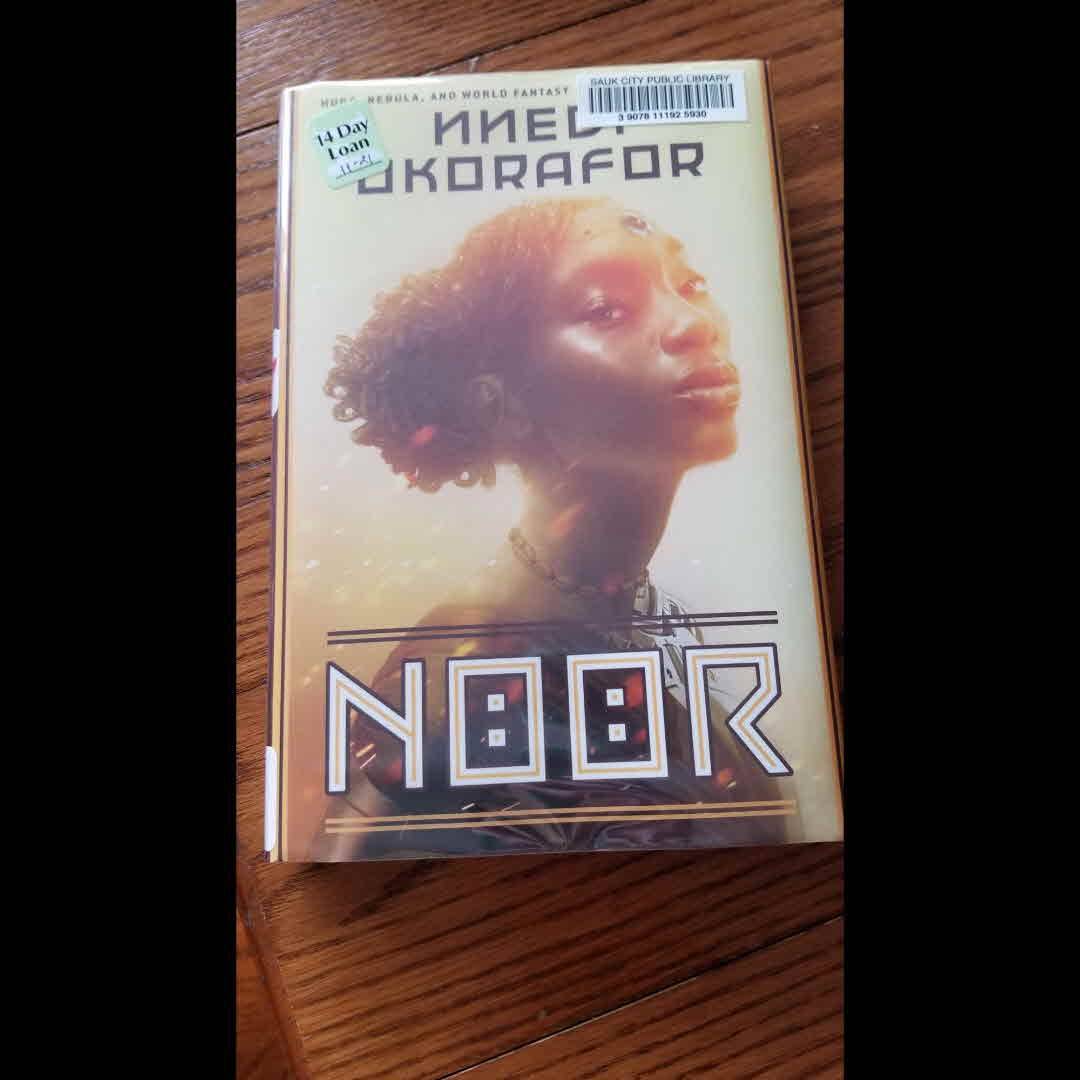 SAUK CITY PUBLIC LIBRARY
3 9078 11192 5930
NEBULA, AND WORLD FANTASY
14 Day
Loan
11-21
OKORAFOR
NOOR